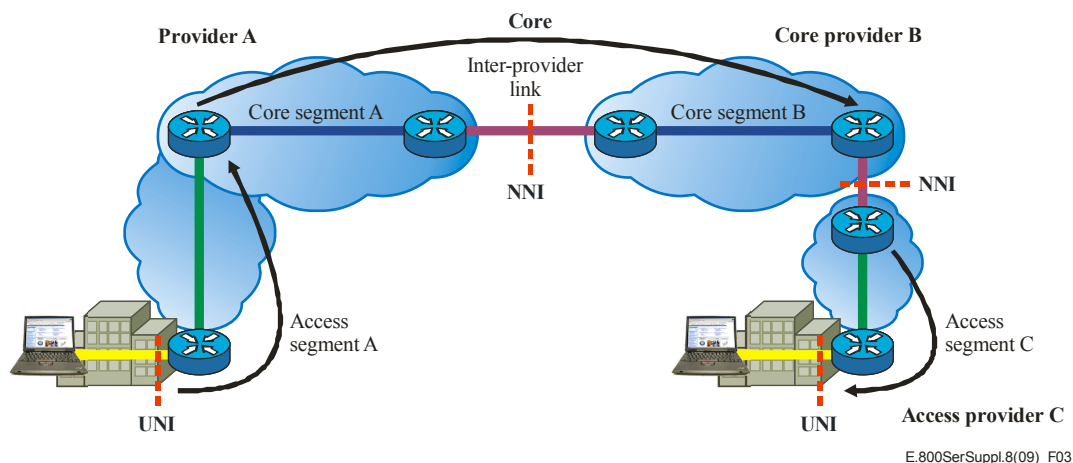 Core
Provider A
Core provider B
Inter-provider
link
Core segment A
Core segment B
NNI
NNI
Access
segment A
Access
segment C
UNI
UNI
Access provider C
E.800SerSuppl.8(09)_F03